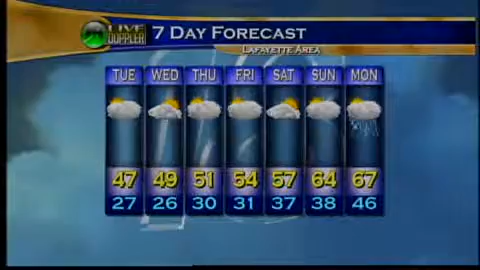 LIVE
DOPPLER
7 DAY FORECAST
LAFAYETTE AREA
TUE WED THU FRI SAT SUN MON
47 49 51 54 57 64 67
27 26 30 31 37 38 46